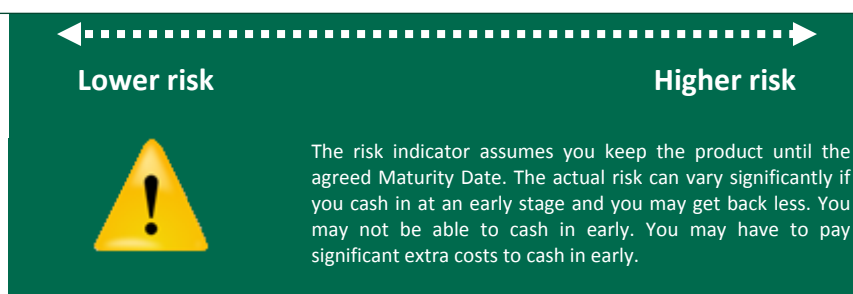 Lower risk Higher risk
The risk indicator assumes you keep the product until the
agreed Maturity Date. The actual risk can vary significantly if
you cash in at an early stage and you may get back less. You
may not be able to cash in early. You may have to pay
significant extra costs to cash in early.